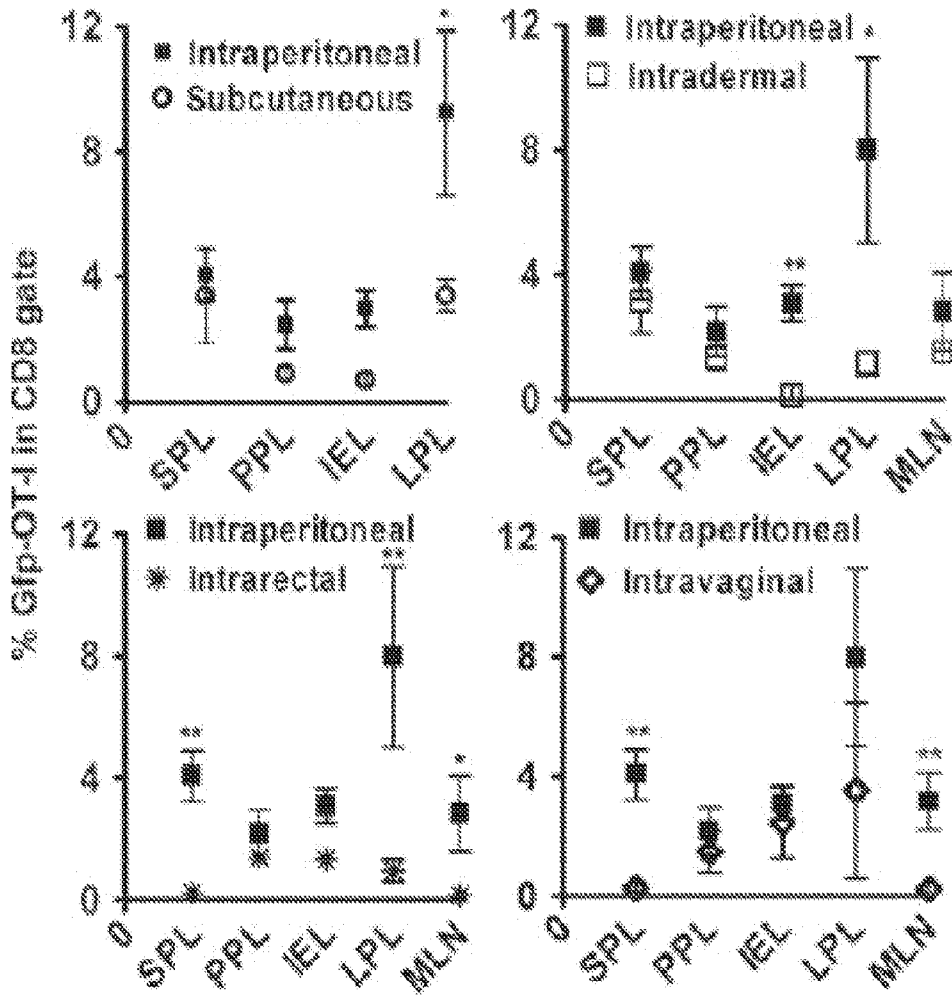 % Gfp-OT-I in CD8 gate
12
8
4
0
0
Intraperitoneal
Subcutaneous
*
SPL
PPL
IEL
LPL
12
8
4
0
0
Intraperitoneal
Intradermal
*
**
SPL
PPL
IEL
LPL
MLN
12
8
4
0
0
Intraperitoneal
Intrarectal
**
**
*
SPL
PPL
IEL
LPL
MLN
12
8
4
0
0
Intraperitoneal
Intravaginal
**
**
SPL
PPL
IEL
LPL
MLN